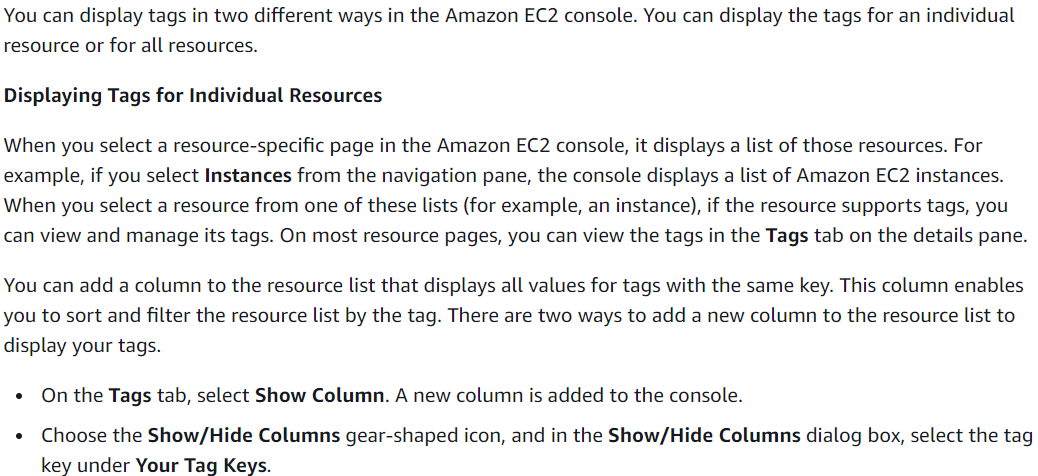 You can display tags in two different ways in the Amazon EC2 console. You can display the tags for an individual
resource or for all resources.
Displaying Tags for Individual Resources
When you select a resource-specific page in the Amazon EC2 console, it displays a list of those resources. For
example, if you select Instances from the navigation pane, the console displays a list of Amazon EC2 instances.
When you select a resource from one of these lists (for example, an instance), if the resource supports tags, you
can view and manage its tags. On most resource pages, you can view the tags in the Tags tab on the details pane.
You can add a column to the resource list that displays all values for tags with the same key. This column enables
you to sort and filter the resource list by the tag. There are two ways to add a new column to the resource list to
display your tags.
• On the Tags tab, select Show Column. A new column is added to the console.
• Choose the Show/Hide Columns gear-shaped icon, and in the Show/Hide Columns dialog box, select the tag
key under Your Tag Keys.